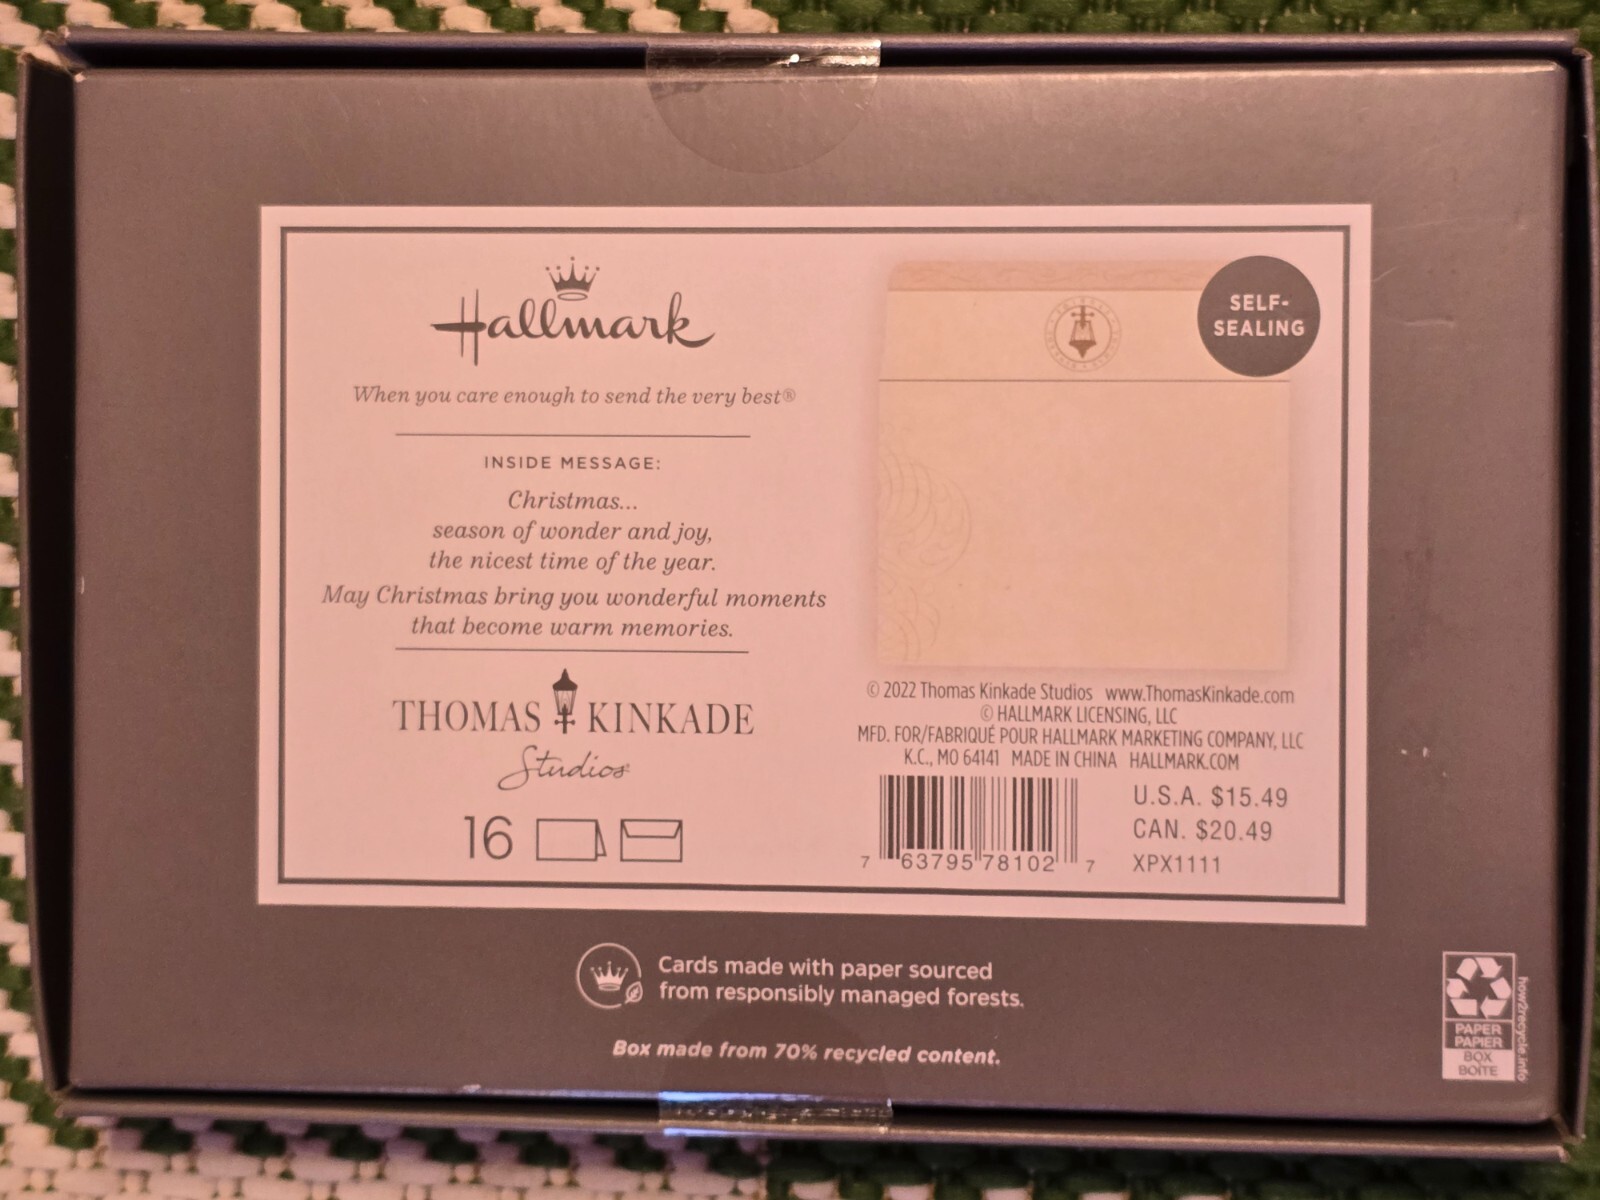 Hallmark
When you care enough to send the very best®
INSIDE MESSAGE:
Christmas...
season of wonder and joy,
the nicest time of the year.
May Christmas bring you wonderful moments
that become warm memories.
THOMAS KINKADE
Studios
16
SELF-
SEALING
© 2022 Thomas Kinkade Studios www.ThomasKinkade.com
© HALLMARK LICENSING, LLC
MFD. FOR/FABRIQUÉ POUR HALLMARK MARKETING COMPANY, LLC
K.C., MO 64141 MADE IN CHINA HALLMARK.COM
7 63795 78102 7
U.S.A. $15.49
CAN. $20.49
XPX1111
Cards made with paper sourced
from responsibly managed forests.
Box made from 70% recycled content.
PAPER
PAPIER
BOX
BOÎTE
how2recycle.info